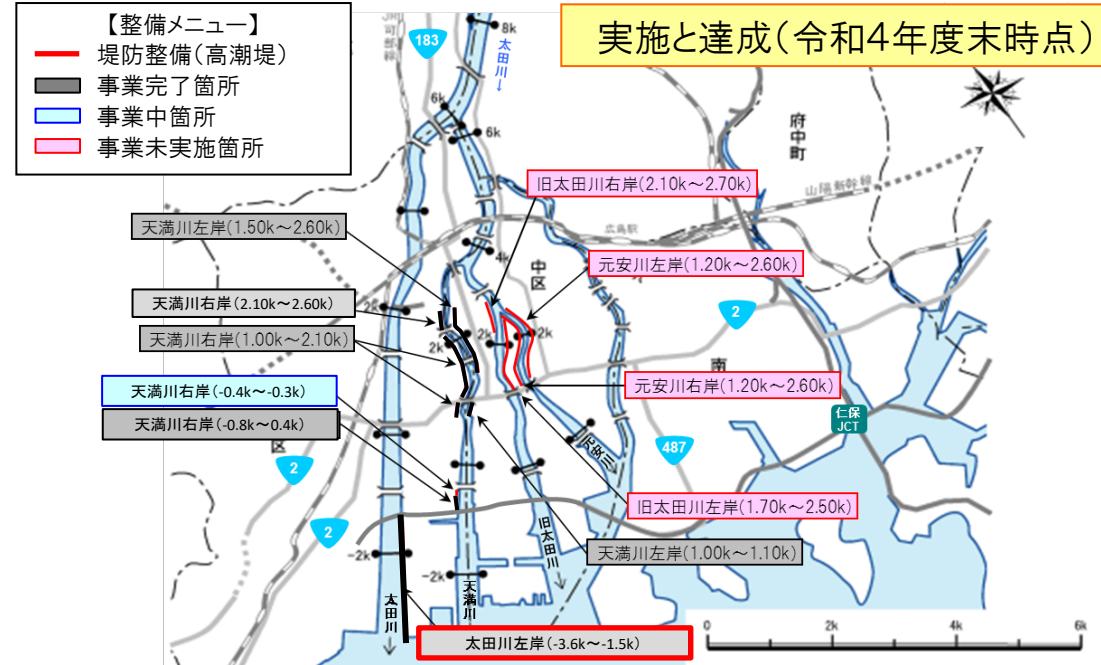 【整備メニュー】
堤防整備(高潮堤)
事業完了箇所
事業中箇所
事業未実施箇所
実施と達成(令和4年度末時点)
183
太田川
8k
6k
6k
府中町
山陽新幹線
旧太田川右岸(2.10k～2.70k)
天満川左岸(1.50k～2.60k)
広島駅
4k
中区
元安川左岸(1.20k～2.60k)
天満川右岸(2.10k～2.60k)
2k
2k
2k
2k
2
天満川右岸(1.00k～2.10k)
南
天満川右岸(-0.4k～-0.3k)
元安川右岸(1.20k～2.60k)
仁保
JCT
天満川右岸(-0.8k～0.4k)
区
元安川
487
2
旧太田川左岸(1.70k～2.50k)
2
旧太田川
天満川左岸(1.00k～1.10k)
-2k
-2k
天満川
太田川
太田川左岸(-3.6k～-1.5k)
0
2k
4k
6k